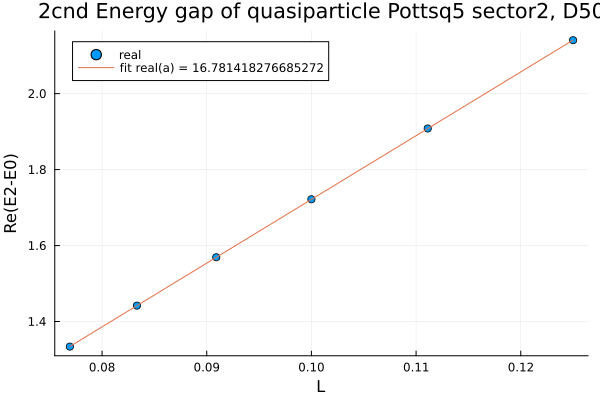 2cnd Energy gap of quasiparticle Pottsq5 sector2, D50
real
fit real(a) = 16.781418276685272
Re(E2-E0)
2.0
1.8
1.6
1.4
0.08
0.09
0.10
0.11
0.12
L